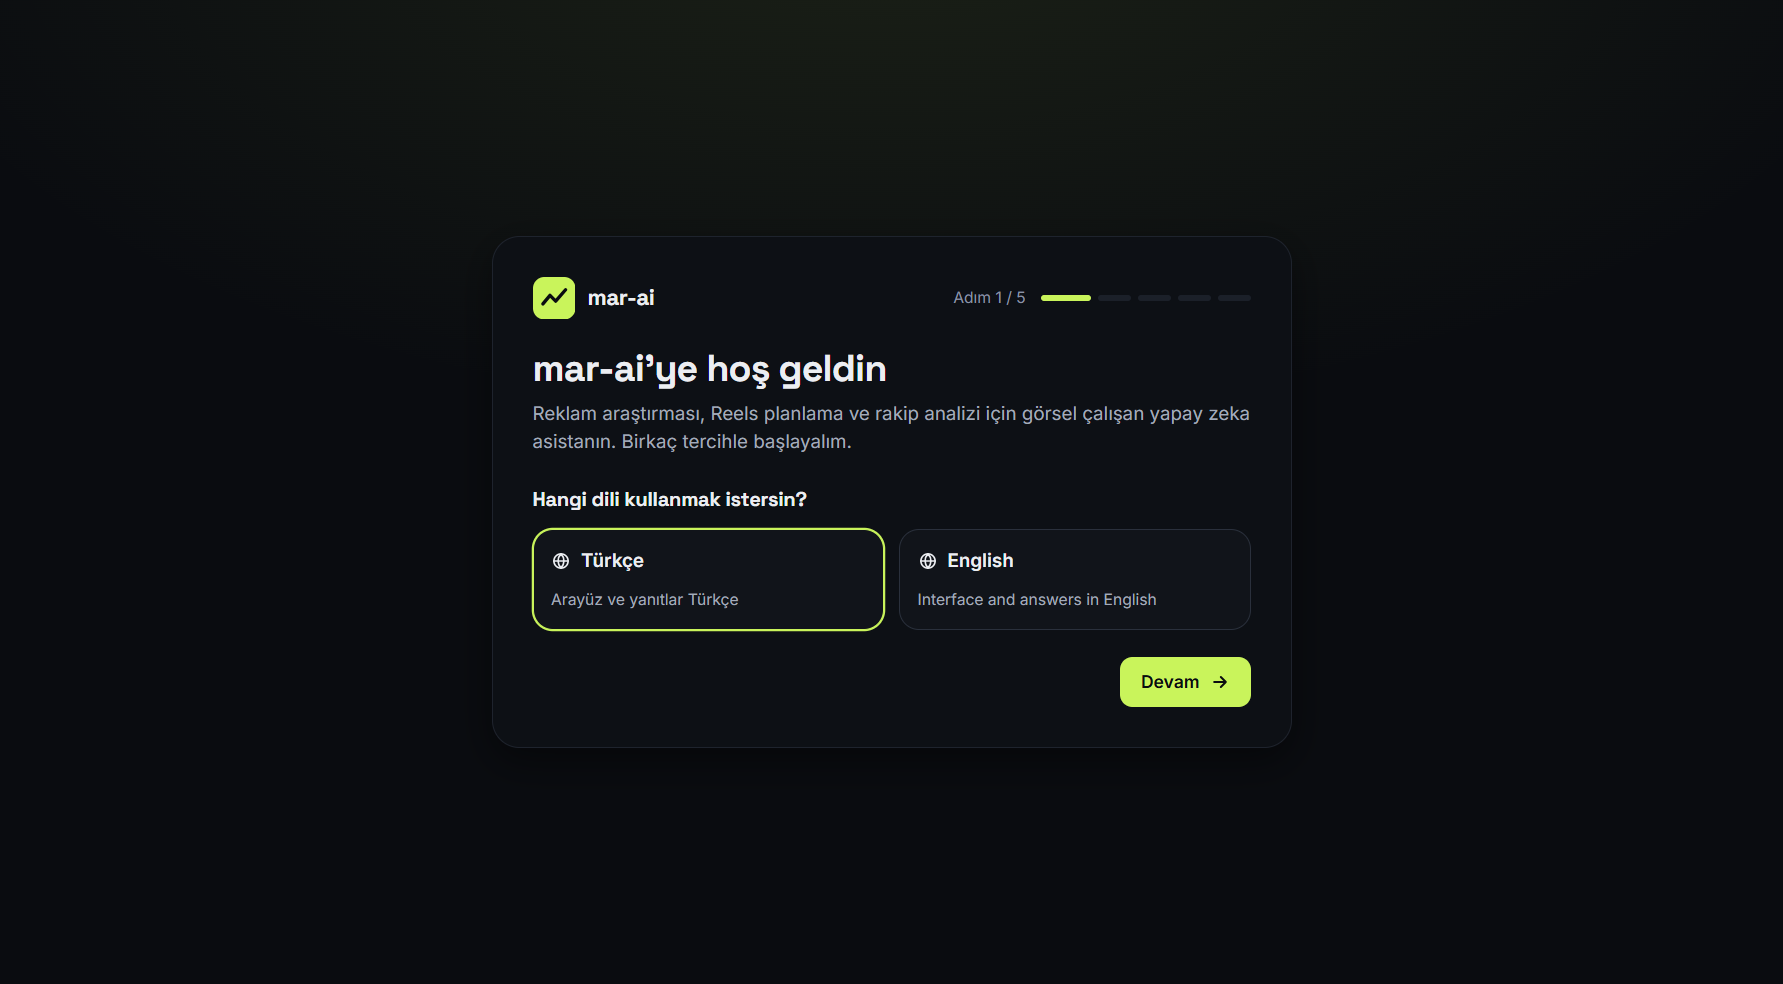 mar-ai
Adım 1 / 5
mar-ai’ye hoş geldin
Reklam araştırması, Reels planlama ve rakip analizi için görsel çalışan yapay zeka
asistanın. Birkaç tercihle başlayalım.
Hangi dili kullanmak istersin?
Türkçe
Arayüz ve yanıtlar Türkçe
English
Interface and answers in English
Devam